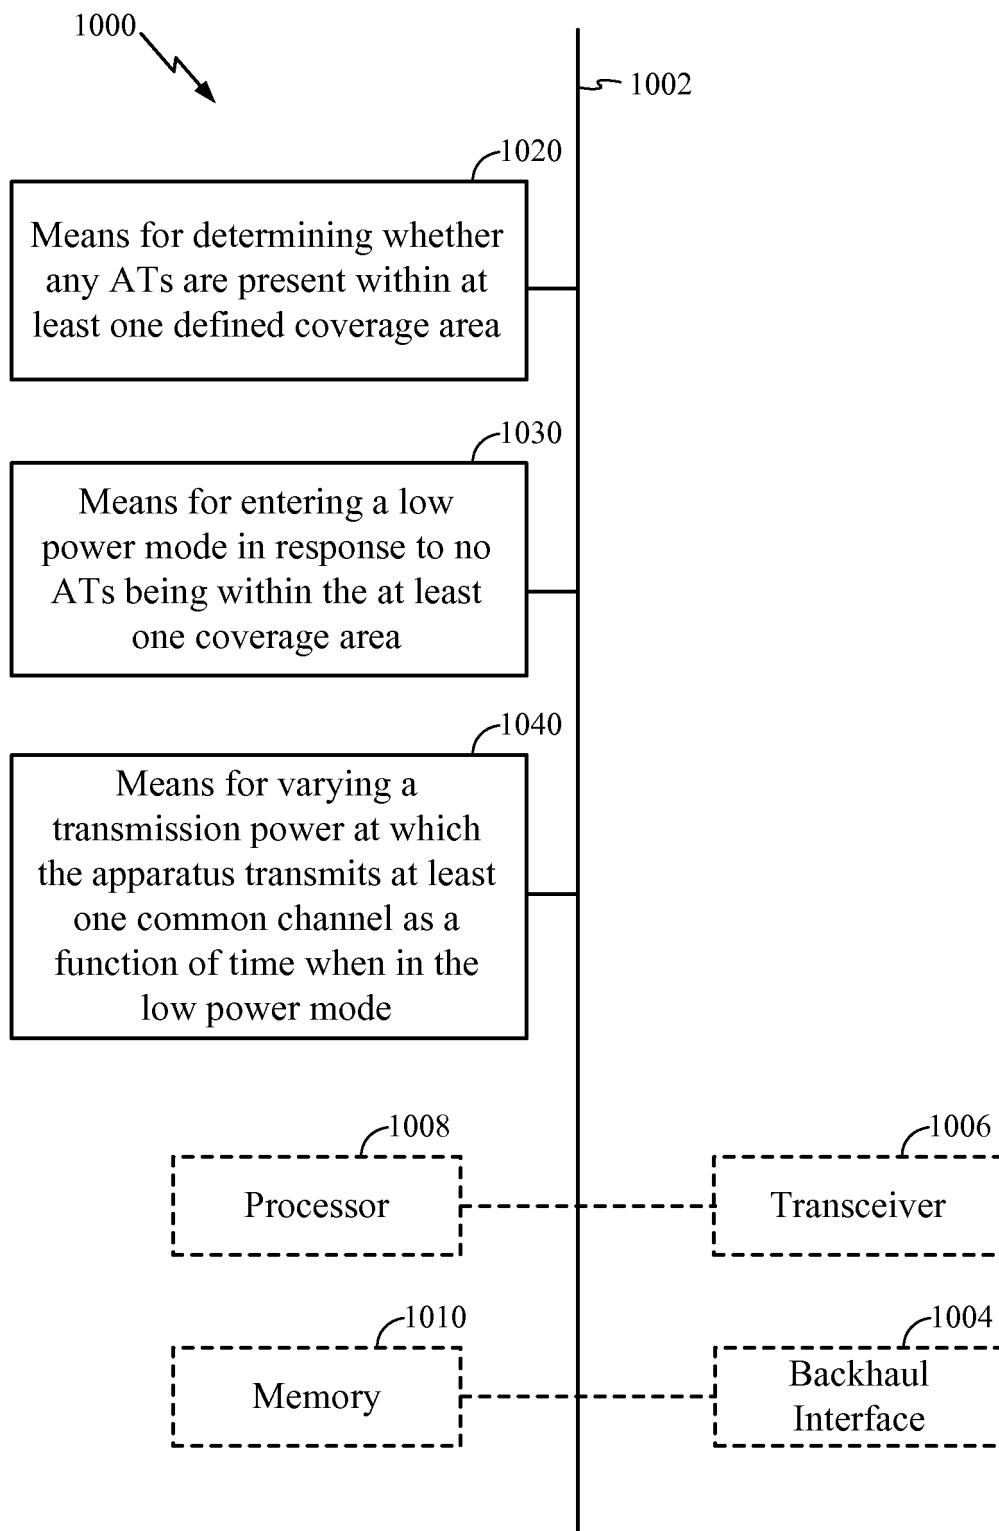 1000
1002
1020
Means for determining whether
any ATs are present within at
least one defined coverage area
1030
Means for entering a low
power mode in response to no
ATs being within the at least
one coverage area
1040
Means for varying a
transmission power at which
the apparatus transmits at least
one common channel as a
function of time when in the
low power mode
1008
Processor
1006
Transceiver
1010
Memory
1004
Backhaul
Interface